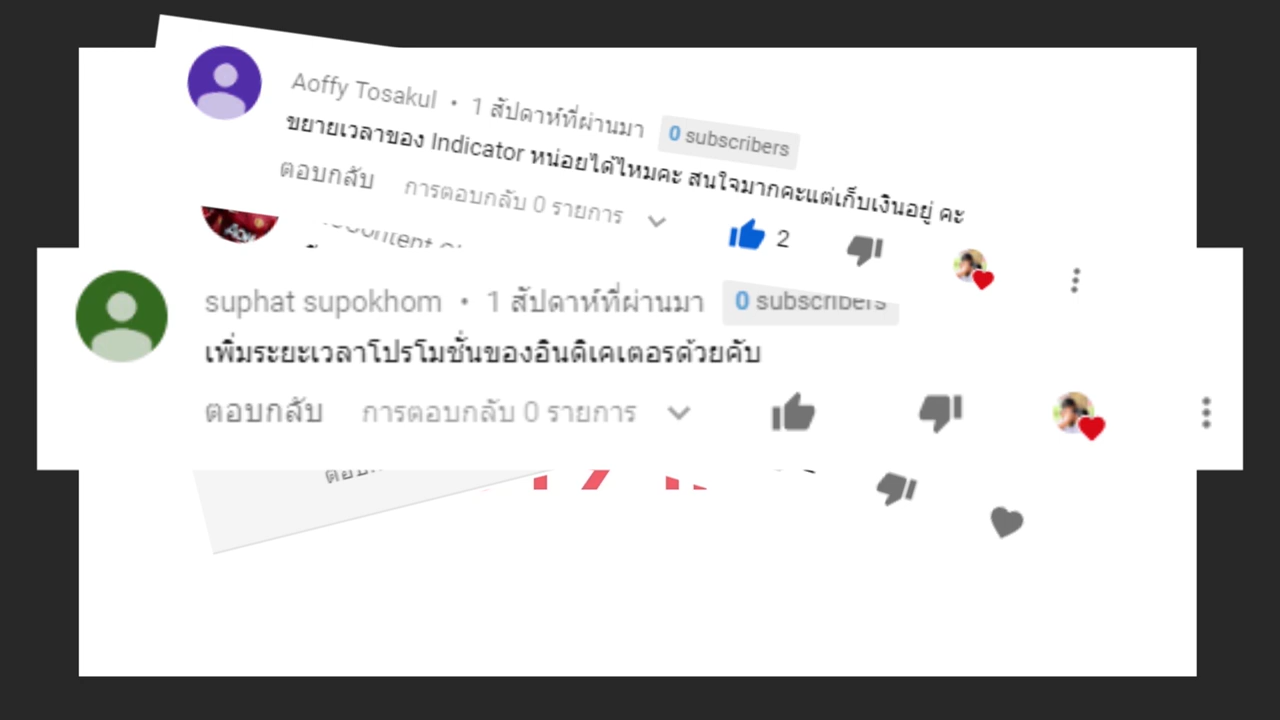 Aoffy Tosakul • 1 สัปดาห์ที่ผ่านมา 0 subscribers
ขยายเวลาของ Indicator หน่อยได้ไหมคะ สนใจมากคะแต่เก็บเงินอยู่ คะ
ตอบกลับ การตอบกลับ 0 รายการ
2
suphat supokhom • 1 สัปดาห์ที่ผ่านมา 0 subscribers
เพิ่มระยะเวลาโปรโมชั่นของอินดิเคเตอรด้วยคับ
ตอบกลับ การตอบกลับ 0 รายการ